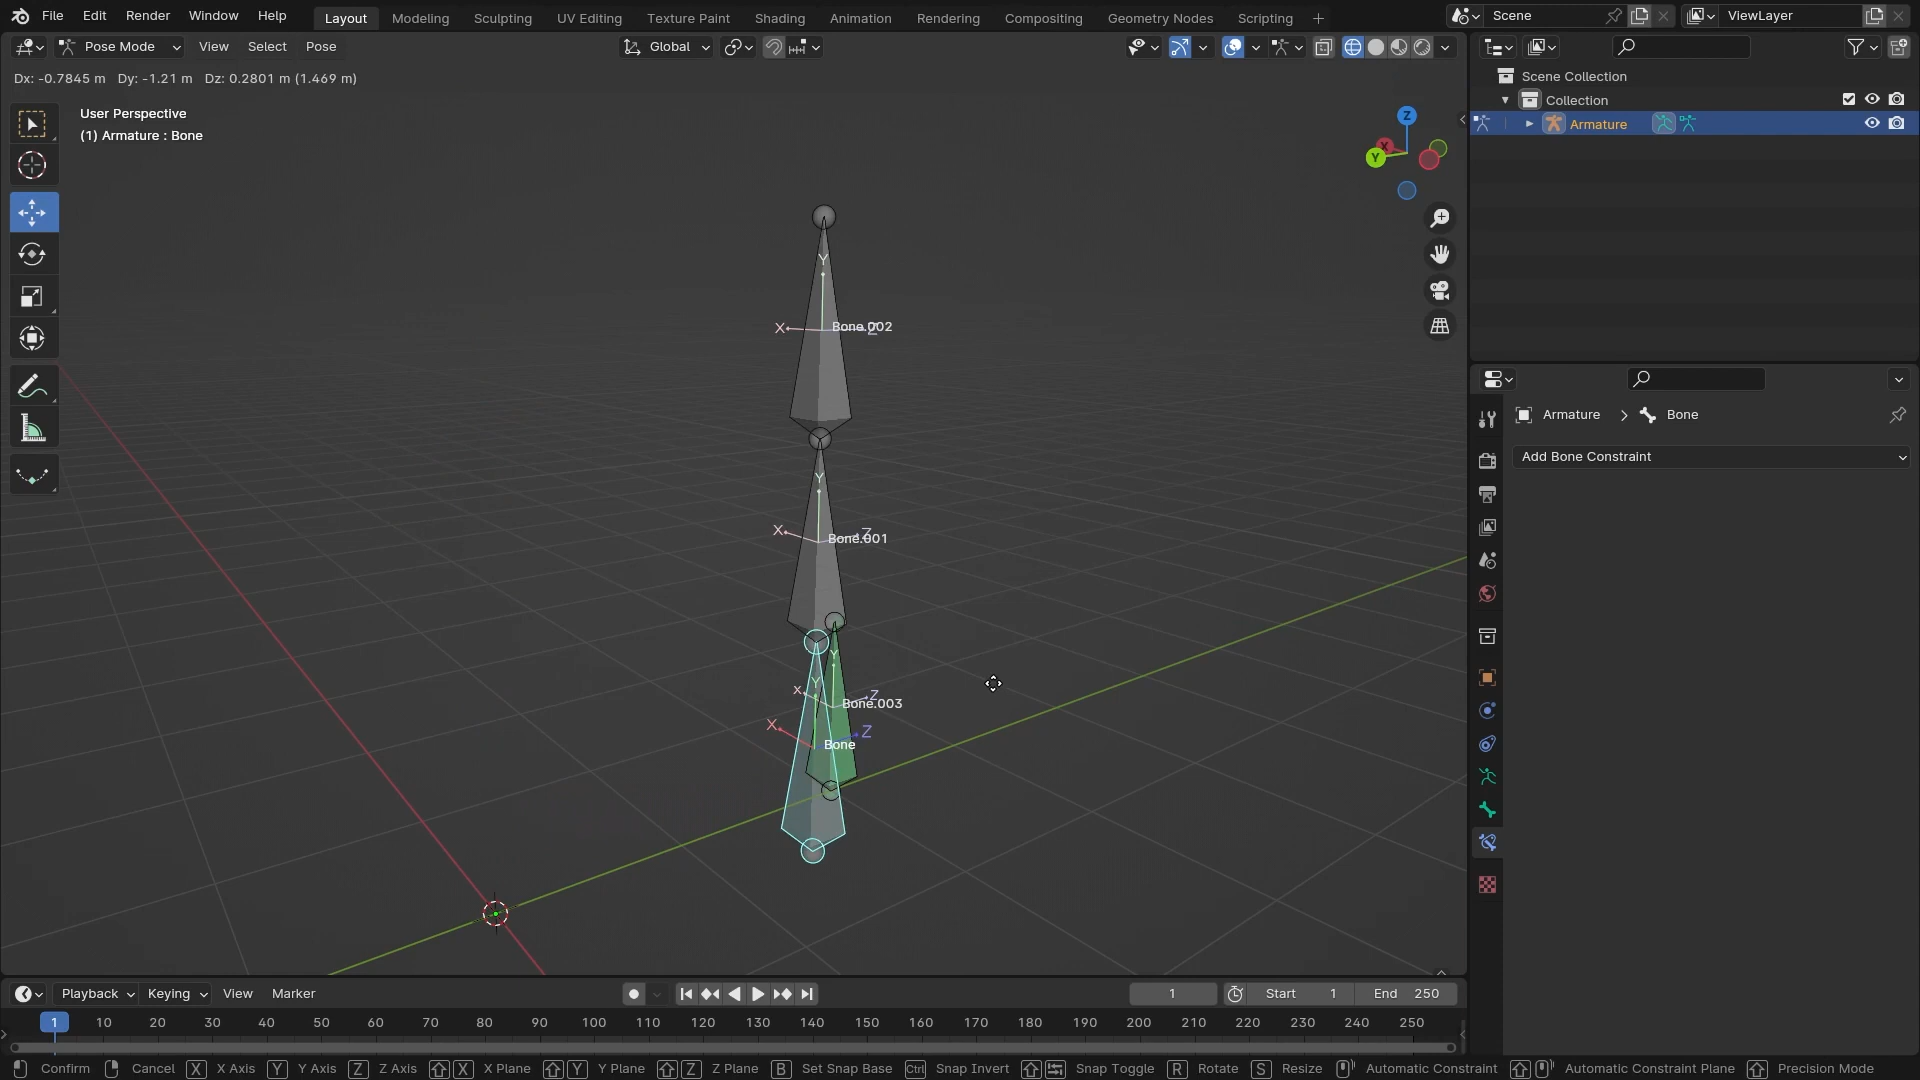 File Edit Render Window Help Layout Modeling Sculpting UV Editing Texture Paint Shading Animation Rendering Compositing Geometry Nodes Scripting + Scene ViewLayer
Pose Mode View Select Pose Global
Dx: -0.7845 m Dy: -1.21 m Dz: 0.2801 m (1.469 m)
User Perspective
(1) Armature : Bone
Z
X
Y
Y
X Bone.002 Z
Y
X Z
Bone.001
Y
Y
X Z
Bone.003
X Z
Bone
Scene Collection
Collection
Armature
Armature Bone
Add Bone Constraint
Playback Keying View Marker 1 Start 1 End 250
1 10 20 30 40 50 60 70 80 90 100 110 120 130 140 150 160 170 180 190 200 210 220 230 240 250
Confirm Cancel X X Axis Y Y Axis Z Z Axis X X Plane Y Y Plane Z Z Plane B Set Snap Base Ctrl Snap Invert Snap Toggle R Rotate S Resize Automatic Constraint Automatic Constraint Plane Precision Mode